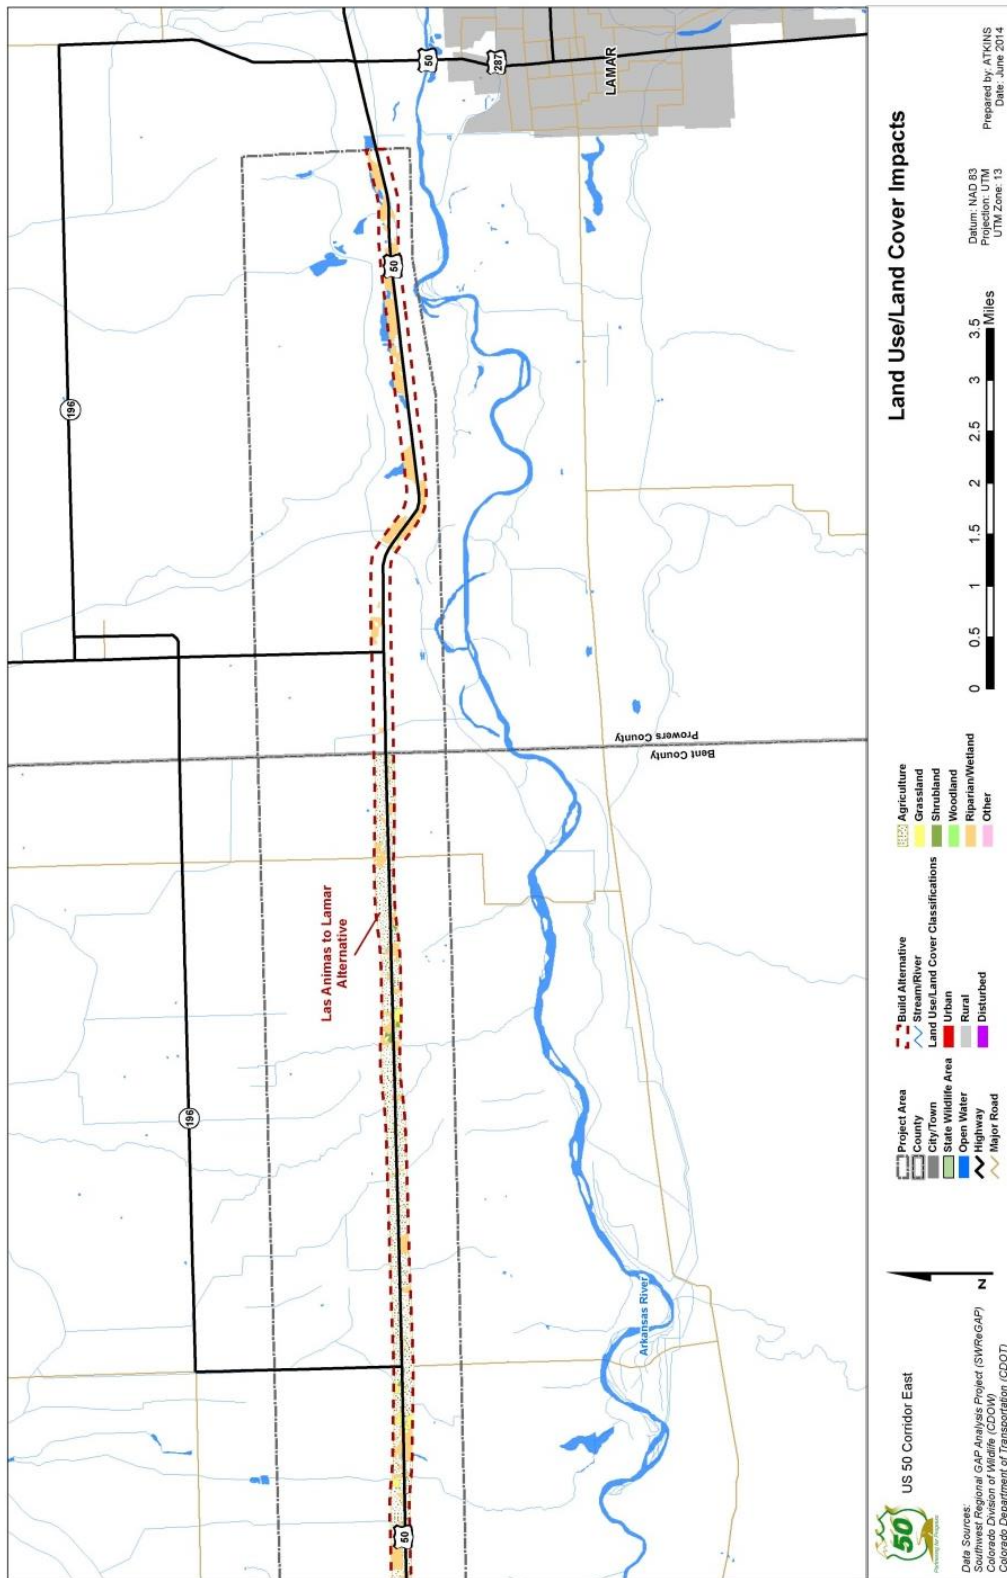 196
50
287
LAMAR
50
196
Las Animas to Lamar
Alternative
Prowers County
Bent County
Arkansas River
50
50
Partnering for Progress
US 50 Corridor East
Data Sources:
Southwest Regional GAP Analysis Project (SWReGAP)
Colorado Division of Wildlife (CDOW)
Colorado Department of Transportation (CDOT)
N
Project Area
County
City/Town
State Wildlife Area
Open Water
Highway
Major Road
Build Alternative
Stream/River
Land Use/Land Cover Classifications
Urban
Rural
Disturbed
Agriculture
Grassland
Shrubland
Woodland
Riparian/Wetland
Other
Land Use/Land Cover Impacts
0 0.5 1 1.5 2 2.5 3 3.5
Miles
Datum: NAD 83
Projection: UTM
UTM Zone: 13
Prepared by: ATKINS
Date: June 2014